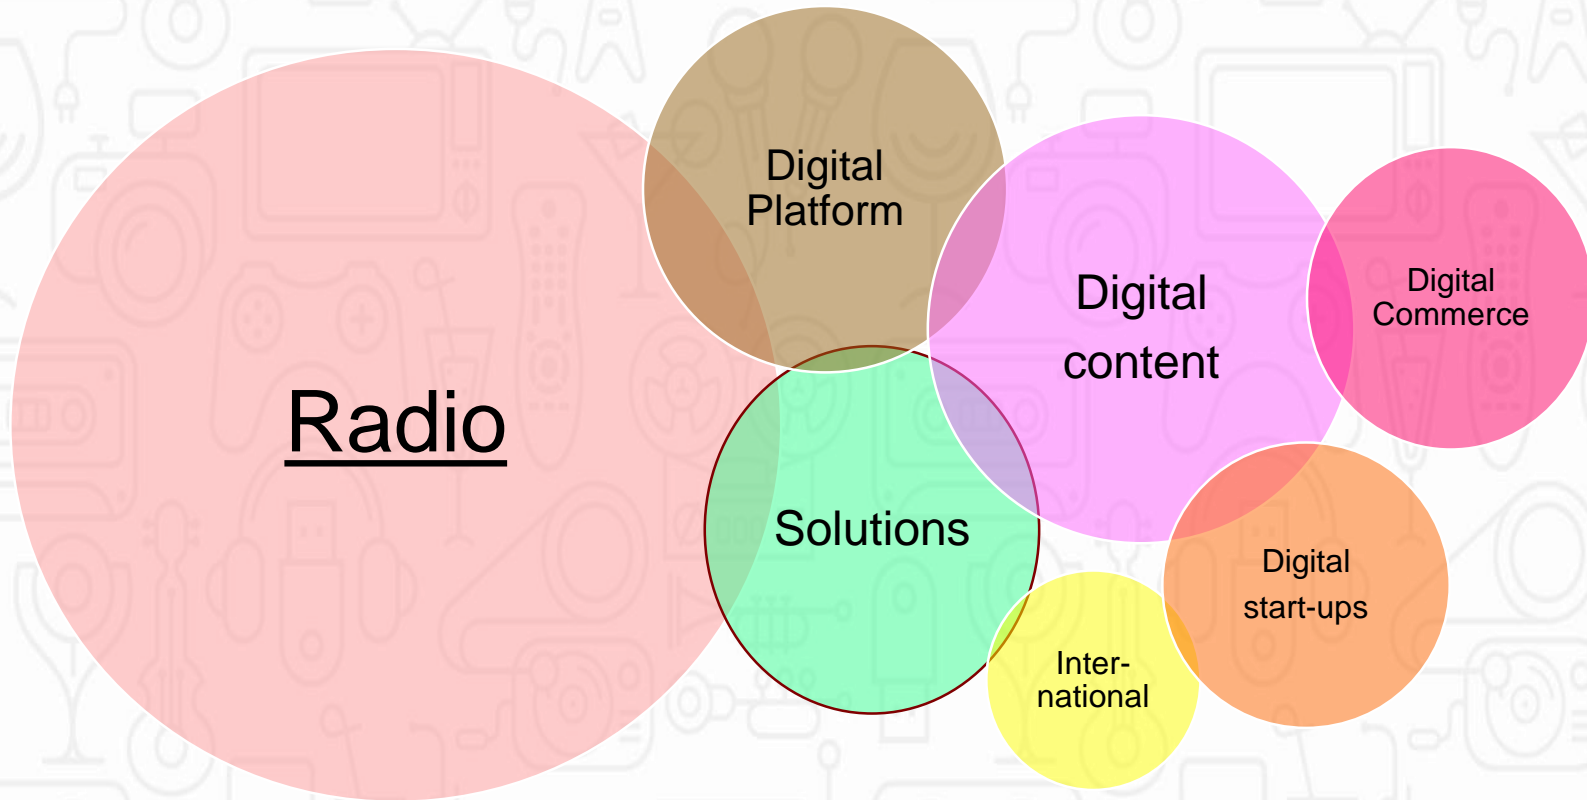 Radio
Digital
Platform
Solutions
Digital
content
Digital
Commerce
Digital
start-ups
Inter-
national